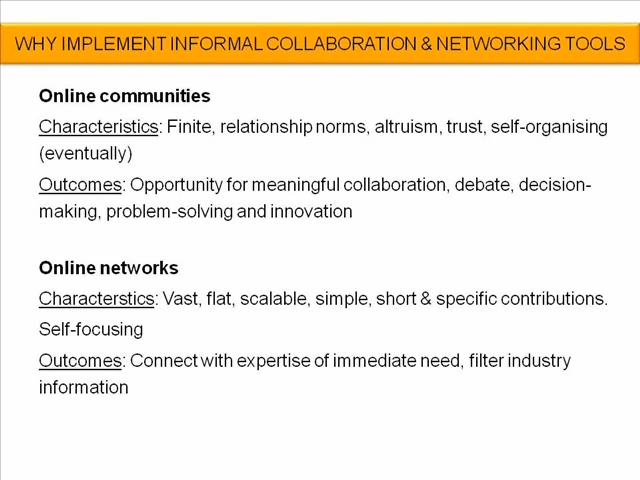 WHY IMPLEMENT INFORMAL COLLABORATION & NETWORKING TOOLS
Online communities
Characteristics: Finite, relationship norms, altruism, trust, self-organising
(eventually)
Outcomes: Opportunity for meaningful collaboration, debate, decision-
making, problem-solving and innovation
Online networks
Characterstics: Vast, flat, scalable, simple, short & specific contributions.
Self-focusing
Outcomes: Connect with expertise of immediate need, filter industry
information